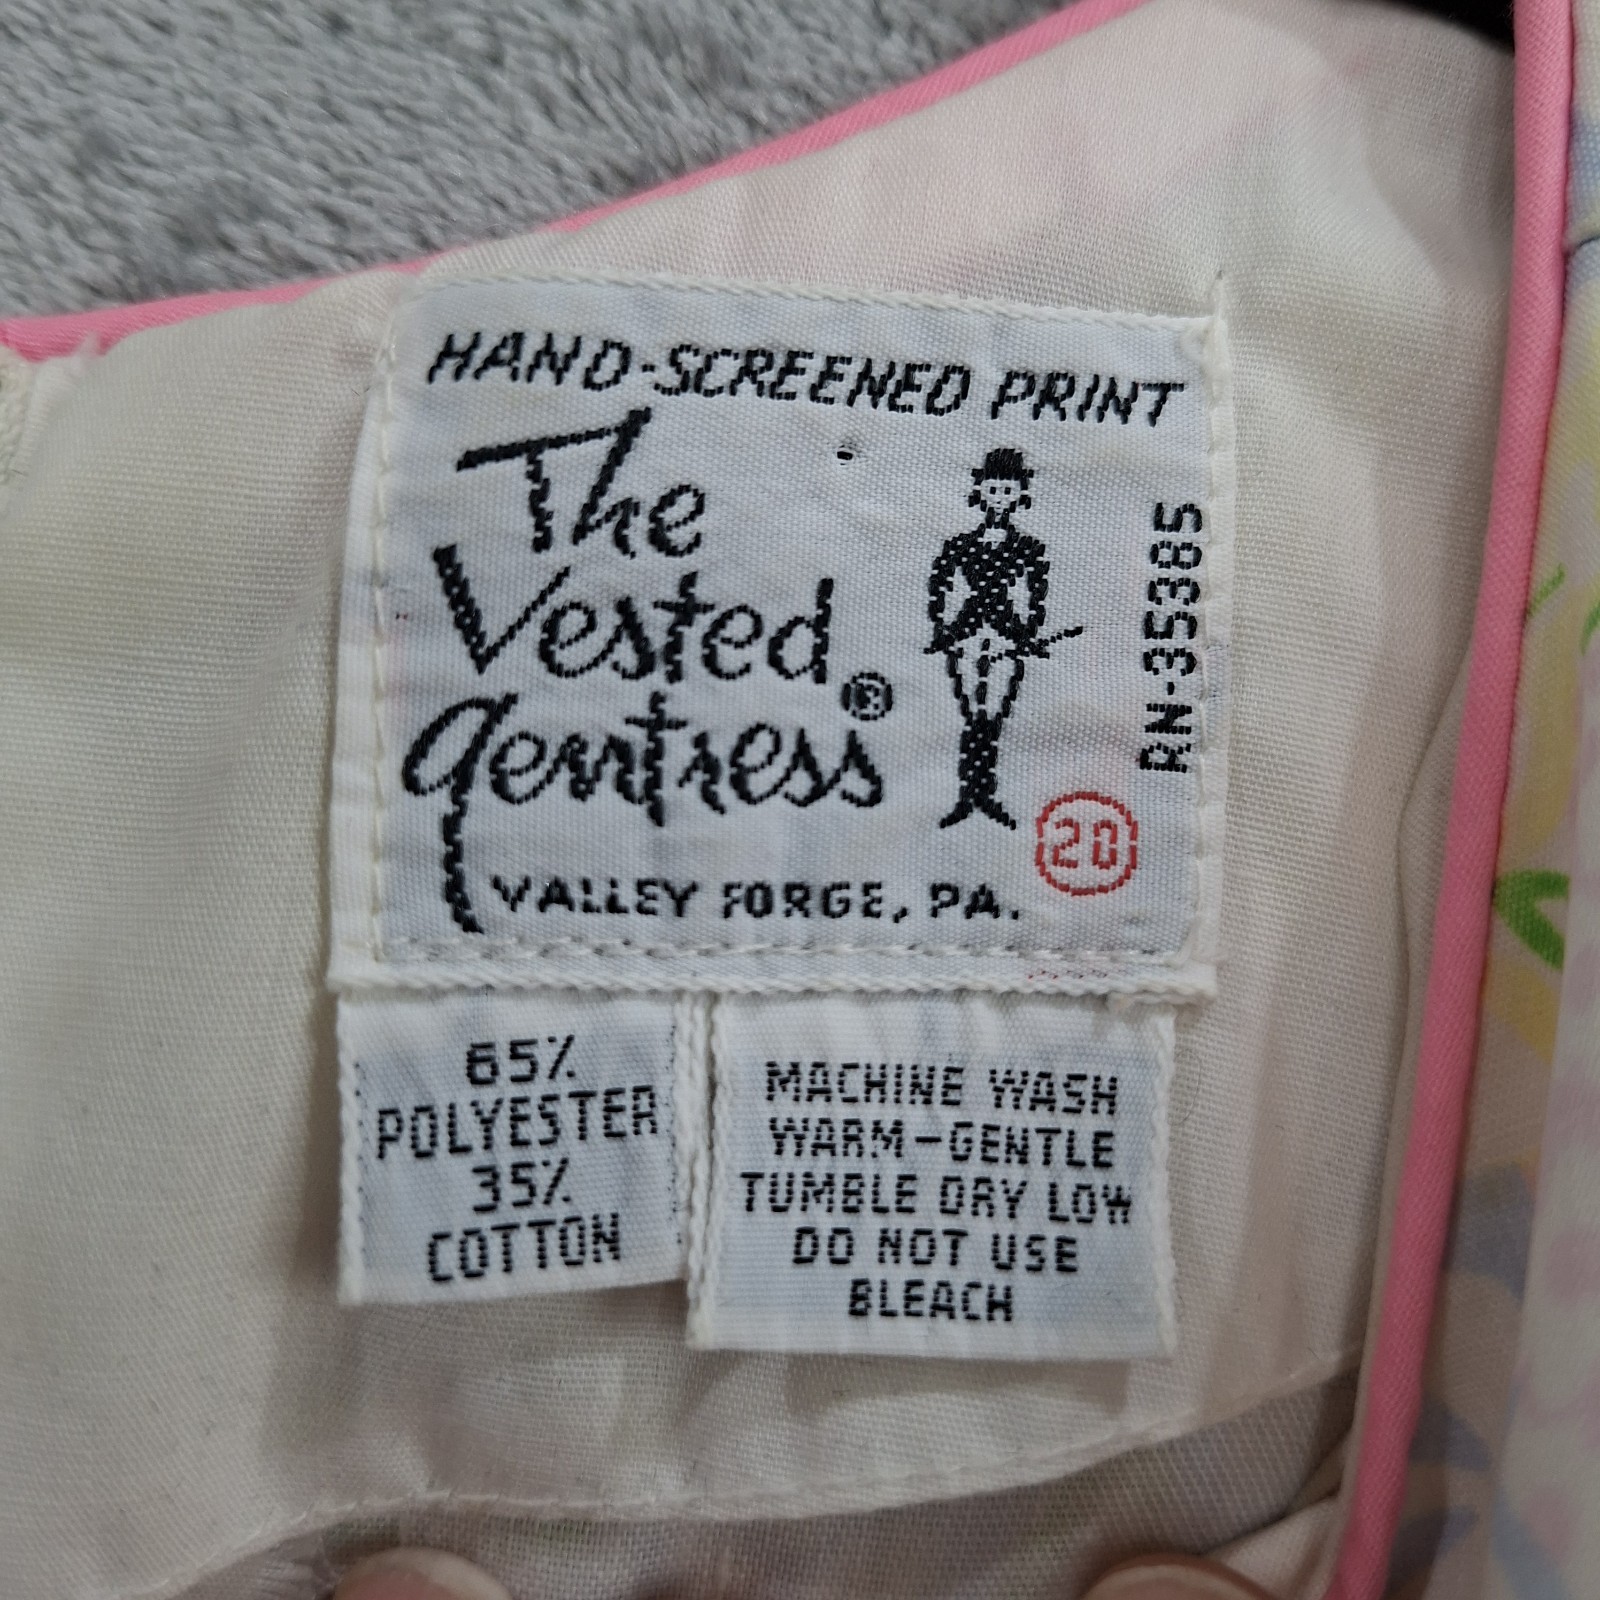 HAND-SCREENED PRINT
The
Vested
gentress®
RN-35385
20
VALLEY FORGE, PA.
65%
POLYESTER
35%
COTTON
MACHINE WASH
WARM-GENTLE
TUMBLE DRY LOW
DO NOT USE
BLEACH